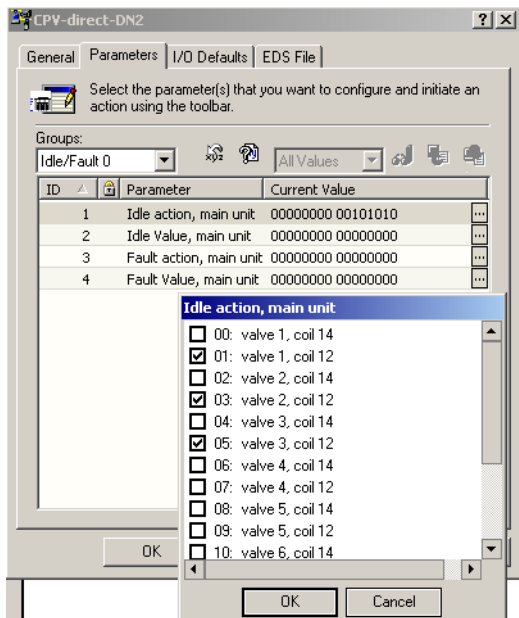 CPV-direct-DN2
General Parameters I/O Defaults EDS File
Select the parameter(s) that you want to configure and initiate an
action using the toolbar.
Groups:
Idle/Fault 0 All Values
ID Parameter Current Value
1 Idle action, main unit 00000000 00101010 ...
2 Idle Value, main unit 00000000 00000000 ...
3 Fault action, main unit 00000000 00000000 ...
4 Fault Value, main unit 00000000 00000000 ...
Idle action, main unit
00: valve 1, coil 14
01: valve 1, coil 12
02: valve 2, coil 14
03: valve 2, coil 12
04: valve 3, coil 14
05: valve 3, coil 12
06: valve 4, coil 14
07: valve 4, coil 12
08: valve 5, coil 14
09: valve 5, coil 12
10: valve 6, coil 14
OK
OK Cancel